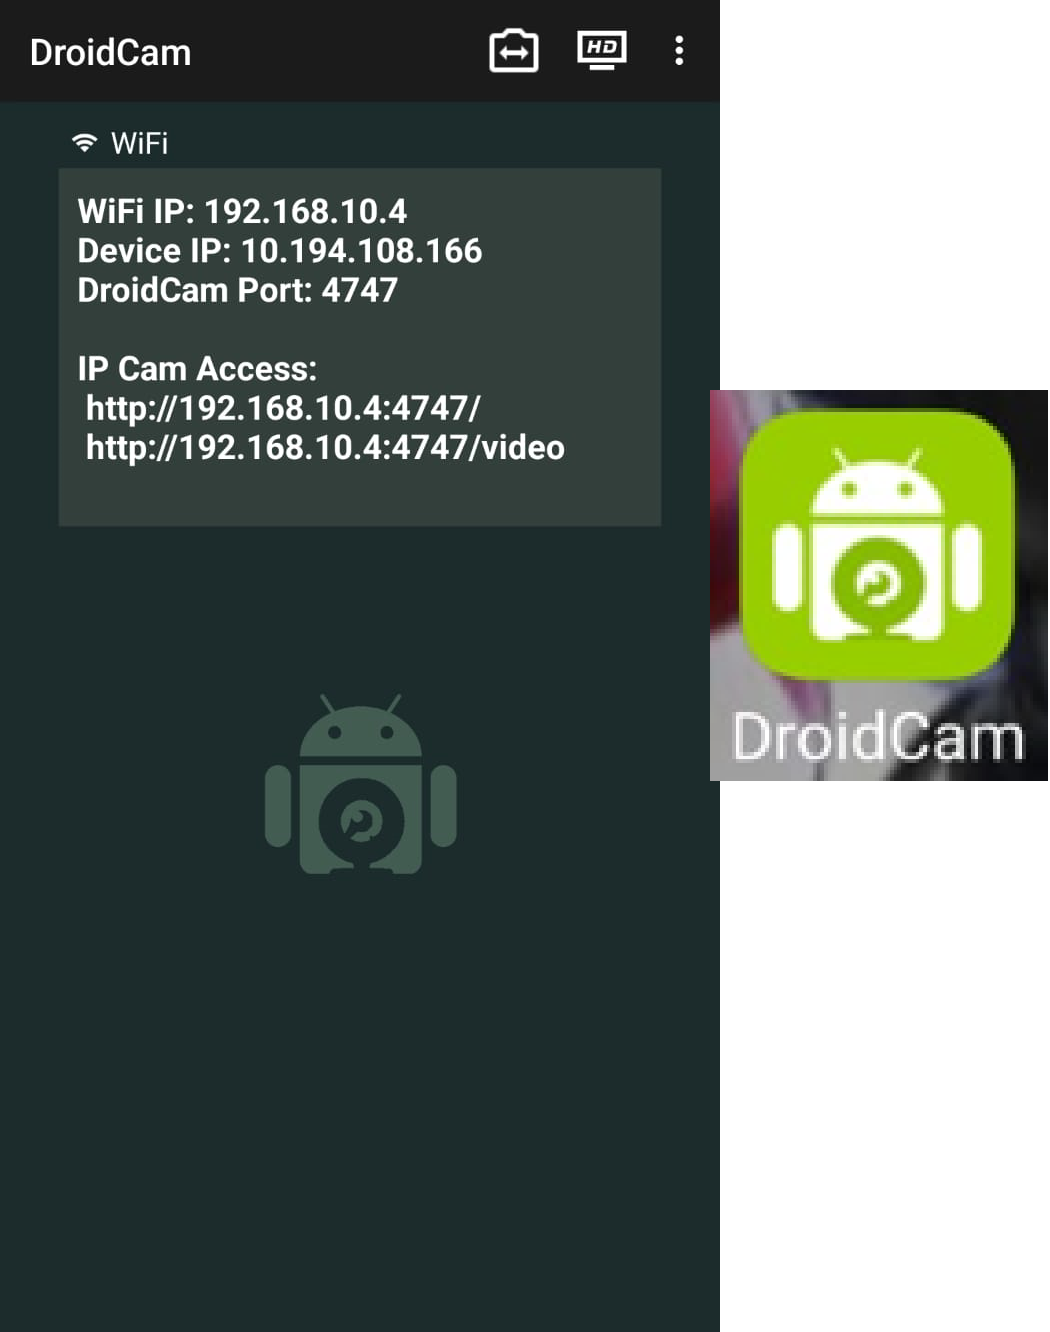 DroidCam
HD
WiFi
WiFi IP: 192.168.10.4
Device IP: 10.194.108.166
DroidCam Port: 4747
IP Cam Access:
http://192.168.10.4:4747/
http://192.168.10.4:4747/video
DroidCam